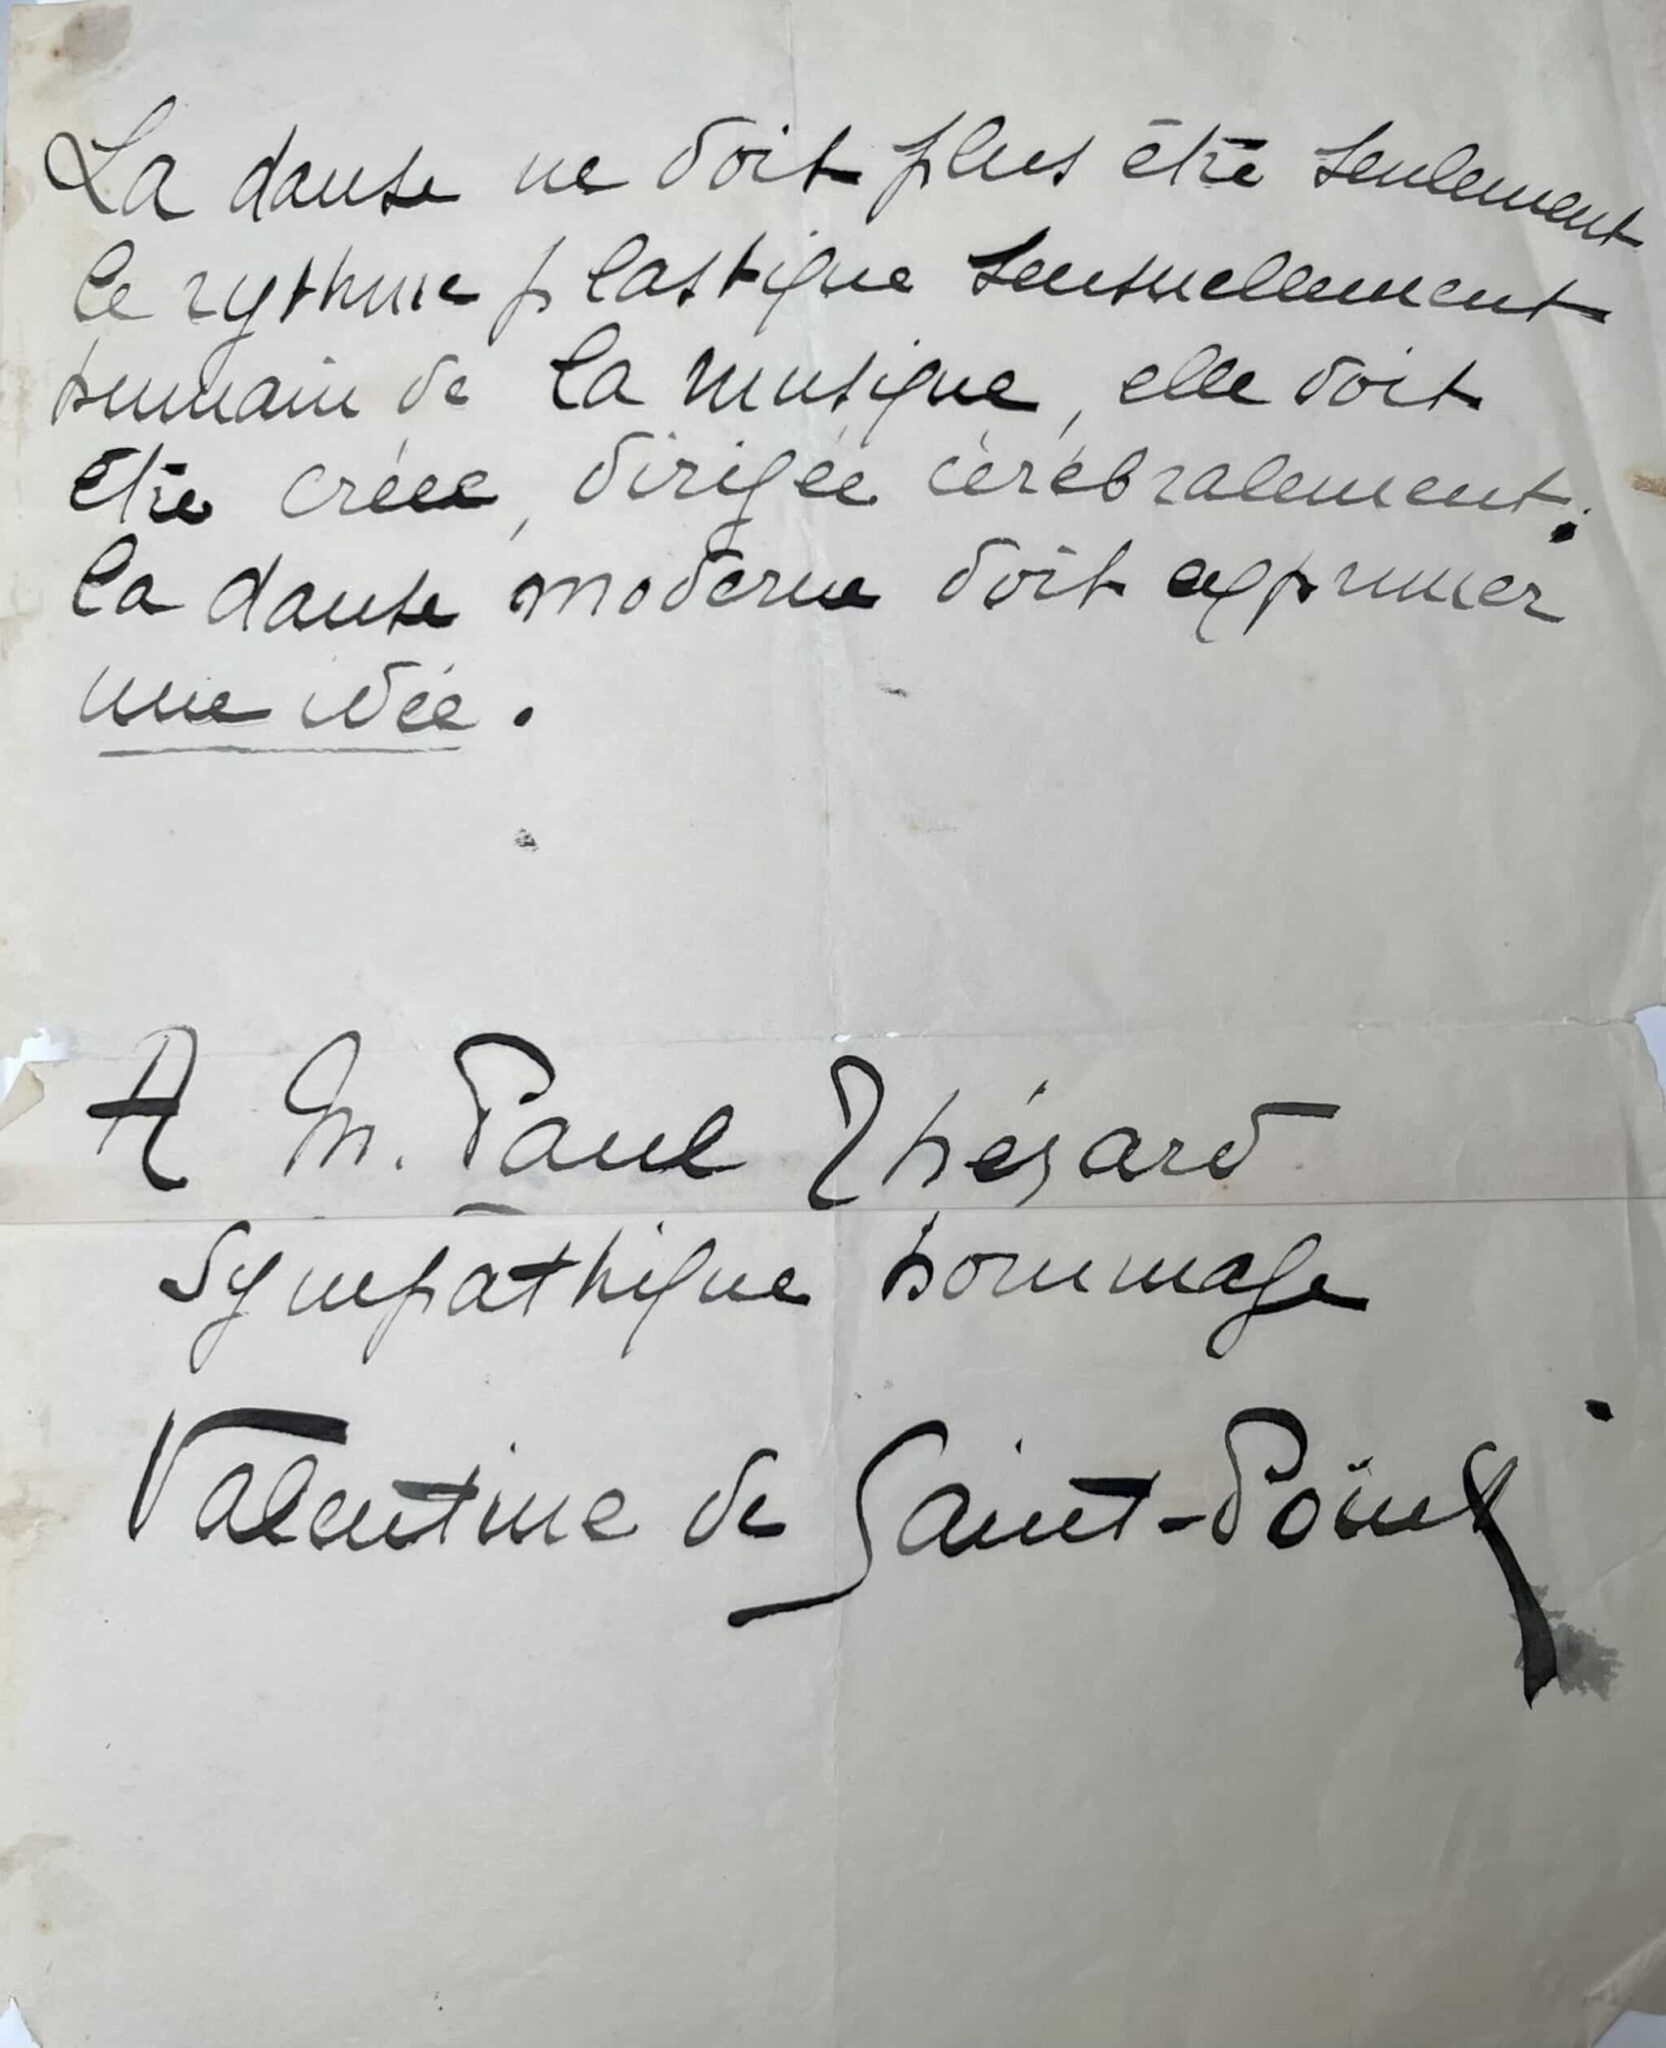 La danse ne doit plus être seulement
le rythme plastique sensuellement
humain de la musique, elle doit
être créée, dirigée cérébralement.
la danse moderne doit exprimer
une idée.
A M. Paul Thézard
sympathique hommage
Valentine de Saint-Point